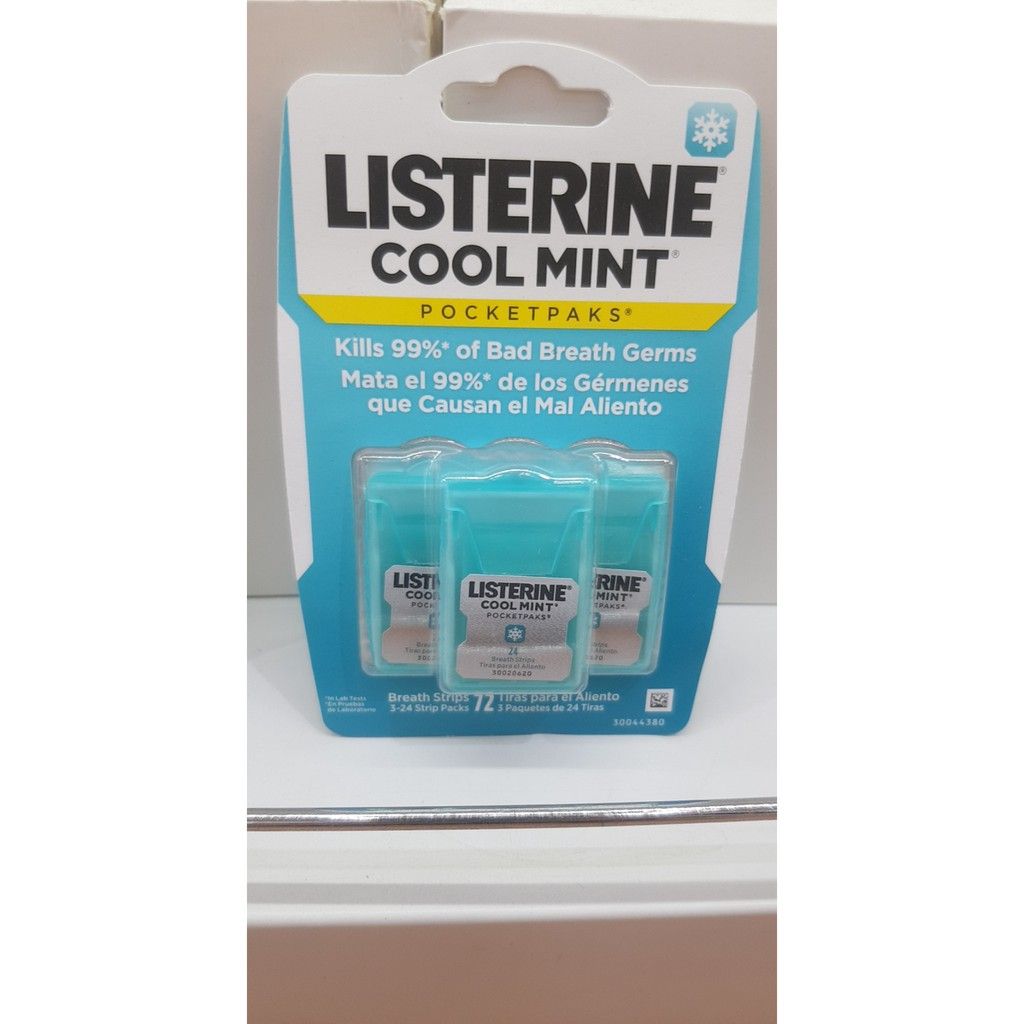 LISTERINE®
COOL MINT®
POCKETPAKS®
Kills 99%* of Bad Breath Germs
Mata el 99%* de los Gérmenes
que Causan el Mal Aliento
LISTERINE®
COOL MINT®
POCKETPAKS®
24
Breath Strips
Tiras para el Aliento
30020620
*In Lab Tests
*En Pruebas
de Laboratorio
Breath Strips 72 Tiras para el Aliento
3-24 Strip Packs 3 Paquetes de 24 Tiras
30044380